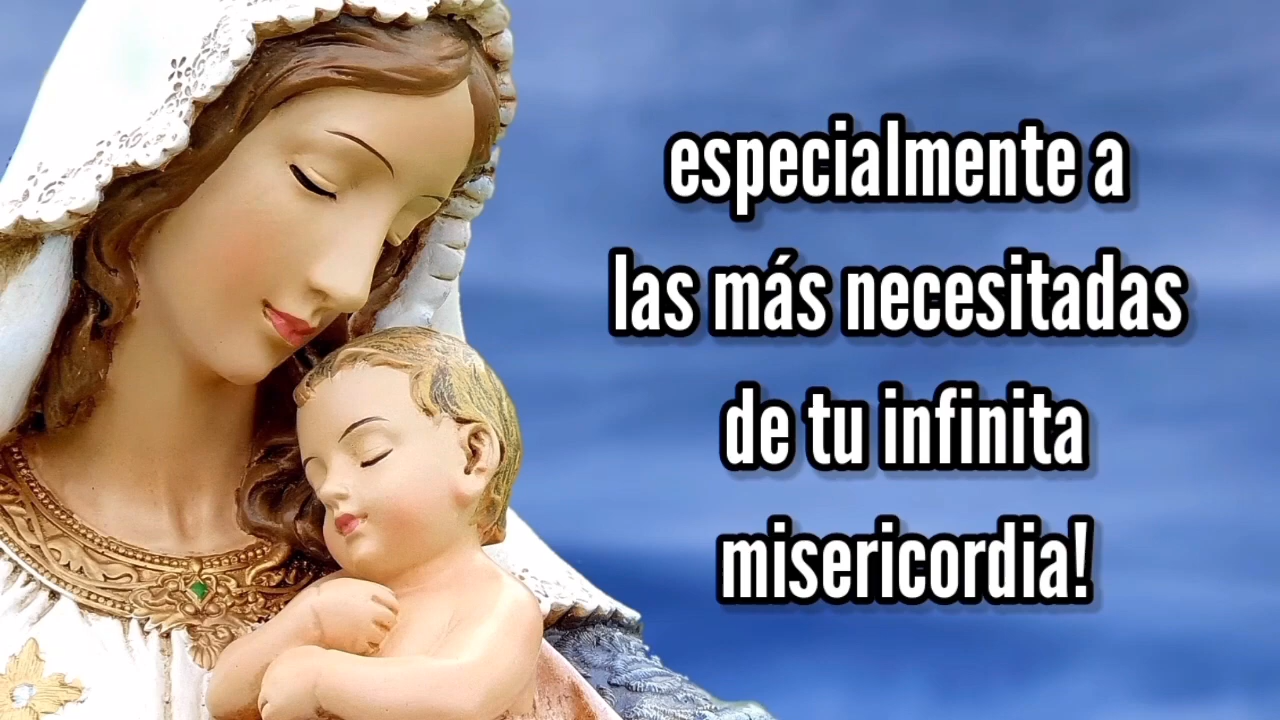 especialmente a
las más necesitadas
de tu infinita
misericordia!